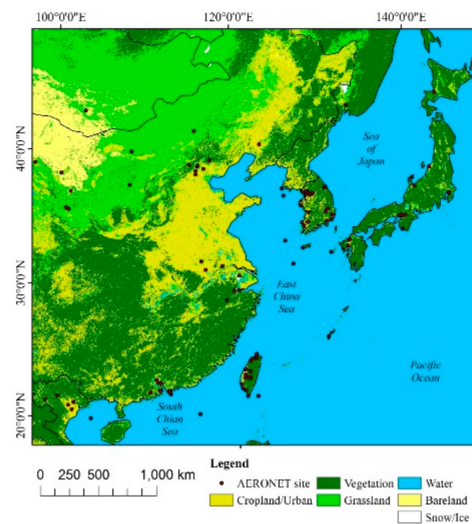 100°0'0"E 120°0'0"E 140°0'0"E
40°0'0"N
30°0'0"N
20°0'0"N
Sea
of
Japan
East
China
Sea
Pacific
Ocean
South
Chian
Sea
0 250 500 1,000 km
Legend
AERONET site Vegetation Water
Cropland/Urban Grassland Bareland
Snow/Ice